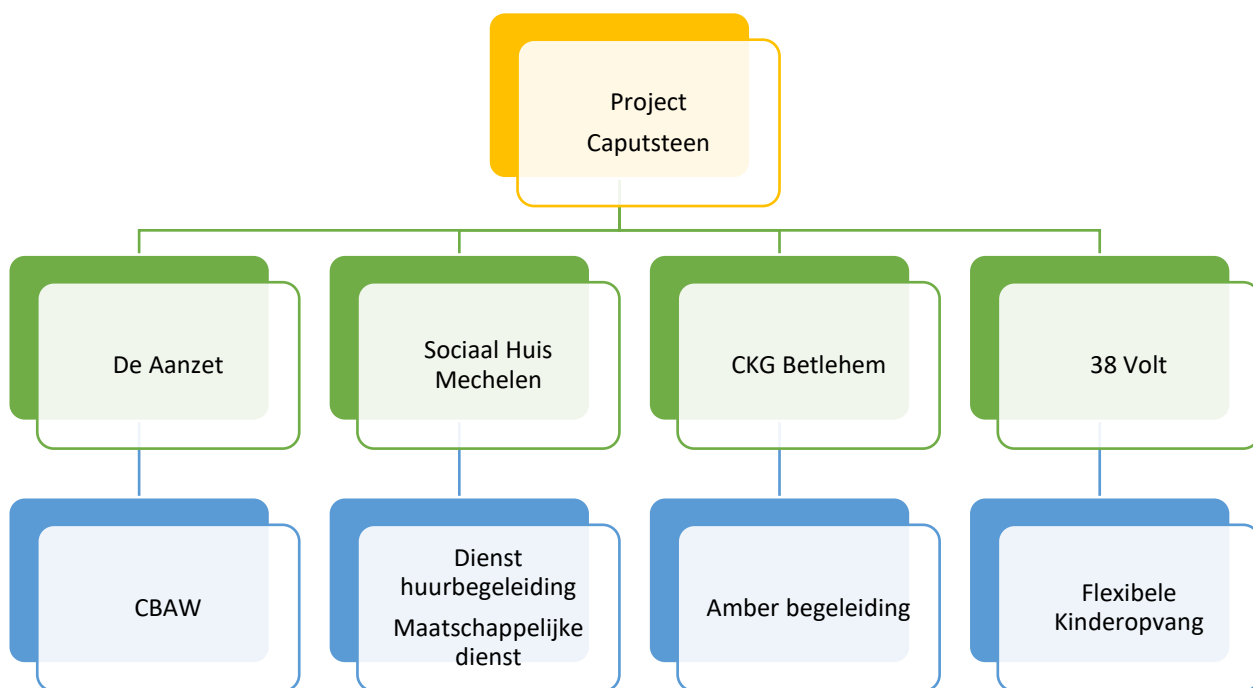 Project
Caputsteen
De Aanzet
Sociaal Huis
Mechelen
CKG Betlehem
38 Volt
CBAW
Dienst
huurbegeleiding
Maatschappelijke
dienst
Amber begeleiding
Flexibele
Kinderopvang